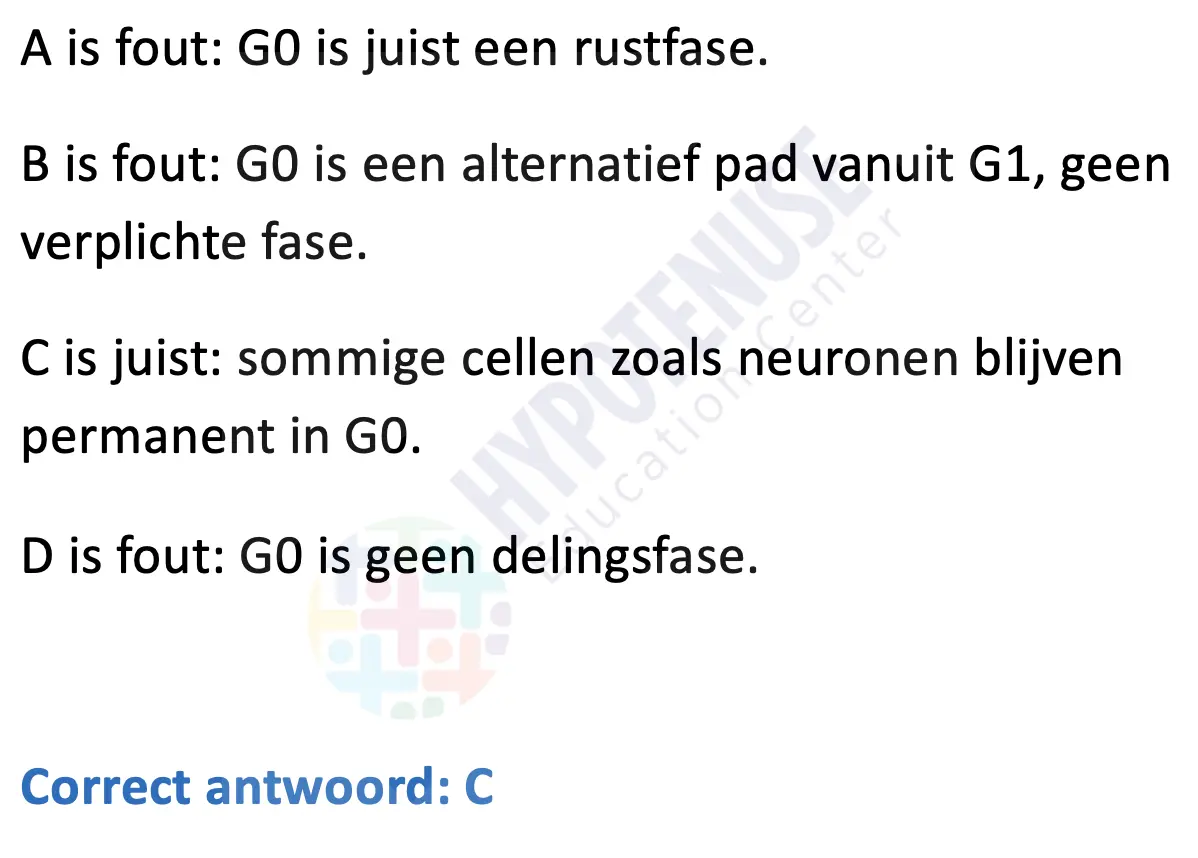 A is fout: G0 is juist een rustfase.
B is fout: G0 is een alternatief pad vanuit G1, geen
verplichte fase.
C is juist: sommige cellen zoals neuronen blijven
permanent in G0.
D is fout: G0 is geen delingsfase.
Correct antwoord: C
HYPOTENUSE
Education Center